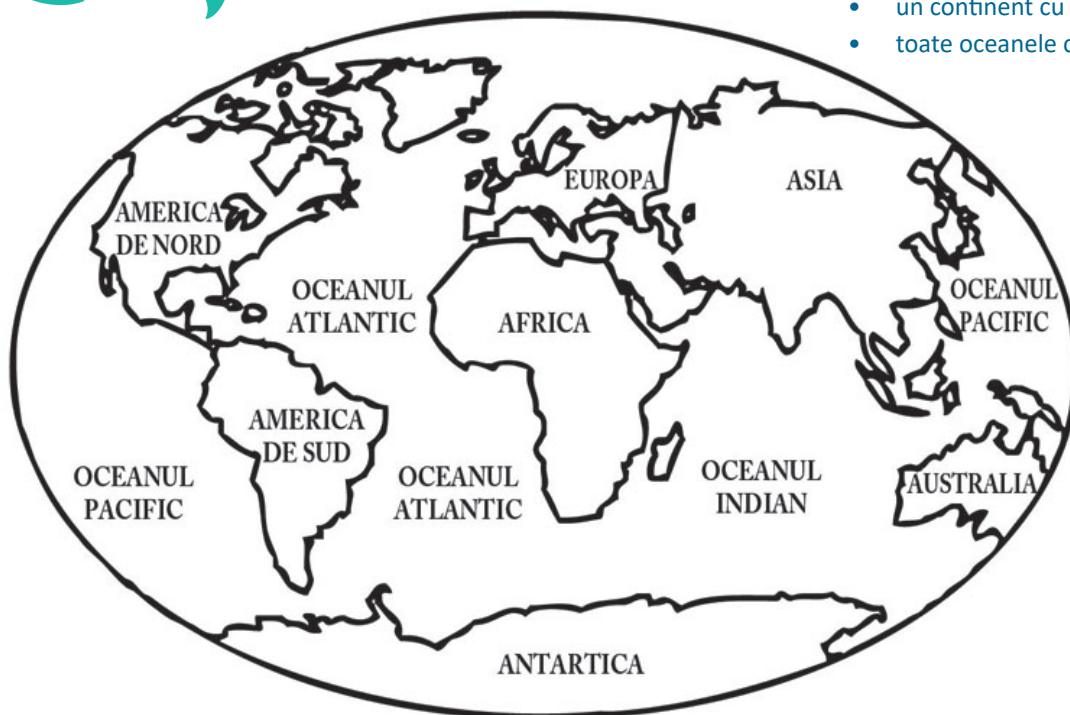 un continent cu
toate oceanele
EUROPA
ASIA
AMERICA
DE NORD
OCEANUL
ATLANTIC
AFRICA
OCEANUL
PACIFIC
AMERICA
DE SUD
OCEANUL
PACIFIC
OCEANUL
ATLANTIC
OCEANUL
INDIAN
AUSTRALIA
ANTARTICA